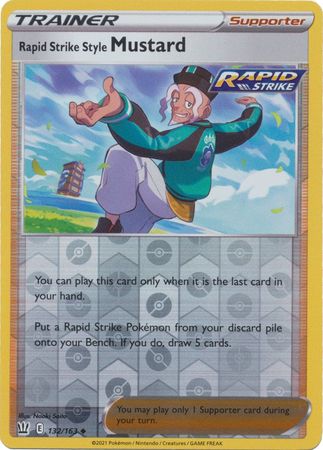 TRAINER Supporter
Rapid Strike Style Mustard
RAPID
STRIKE
You can play this card only when it is the last card in
your hand.
Put a Rapid Strike Pokémon from your discard pile
onto your Bench. If you do, draw 5 cards.
Illus. Naoki Saito
E 132/163
You may play only 1 Supporter card during
your turn.
©2021 Pokémon / Nintendo / Creatures / GAME FREAK